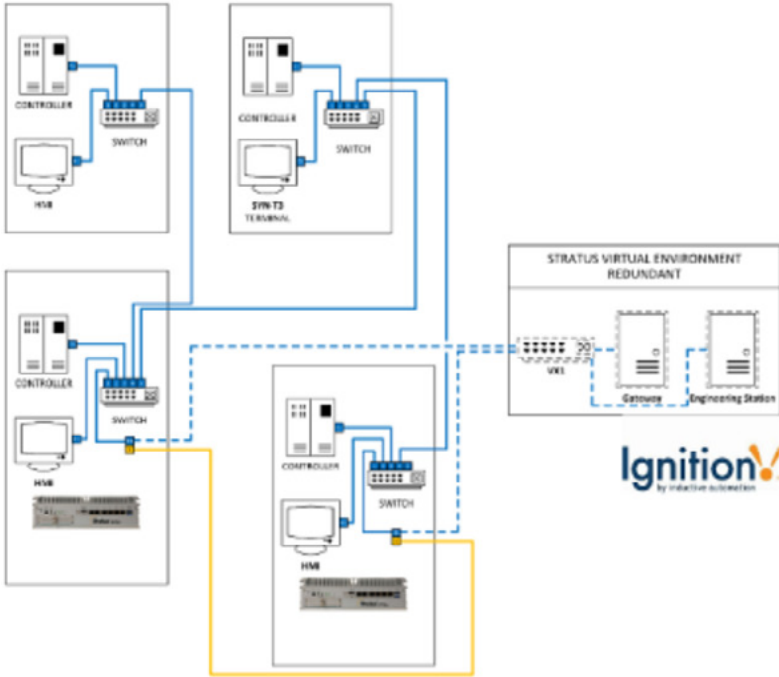 CONTROLLER
SWITCH
HMI
CONTROLLER
SWITCH
SYN-T3
TERMINAL
STRATUS VIRTUAL ENVIRONMENT
REDUNDANT
Gateway
Engineering Station
CONTROLLER
SWITCH
HMI
CONTROLLER
SWITCH
HMI
Ignition
by inductive automation